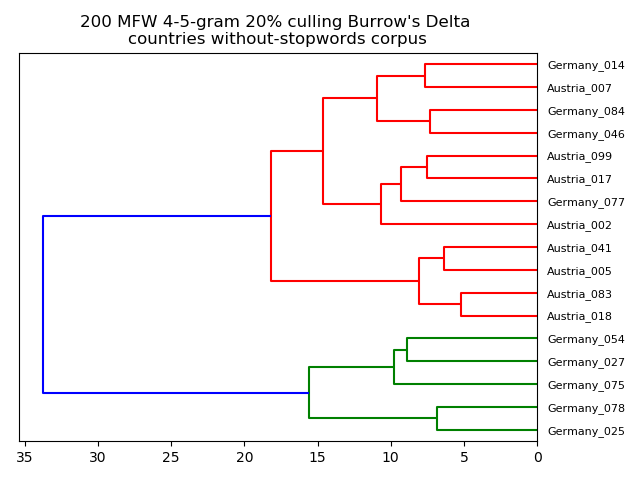 200 MFW 4-5-gram 20% culling Burrow's Delta
countries without-stopwords corpus
Germany_014
Austria_007
Germany_084
Germany_046
Austria_099
Austria_017
Germany_077
Austria_002
Austria_041
Austria_005
Austria_083
Austria_018
Germany_054
Germany_027
Germany_075
Germany_078
Germany_025
35 30 25 20 15 10 5 0